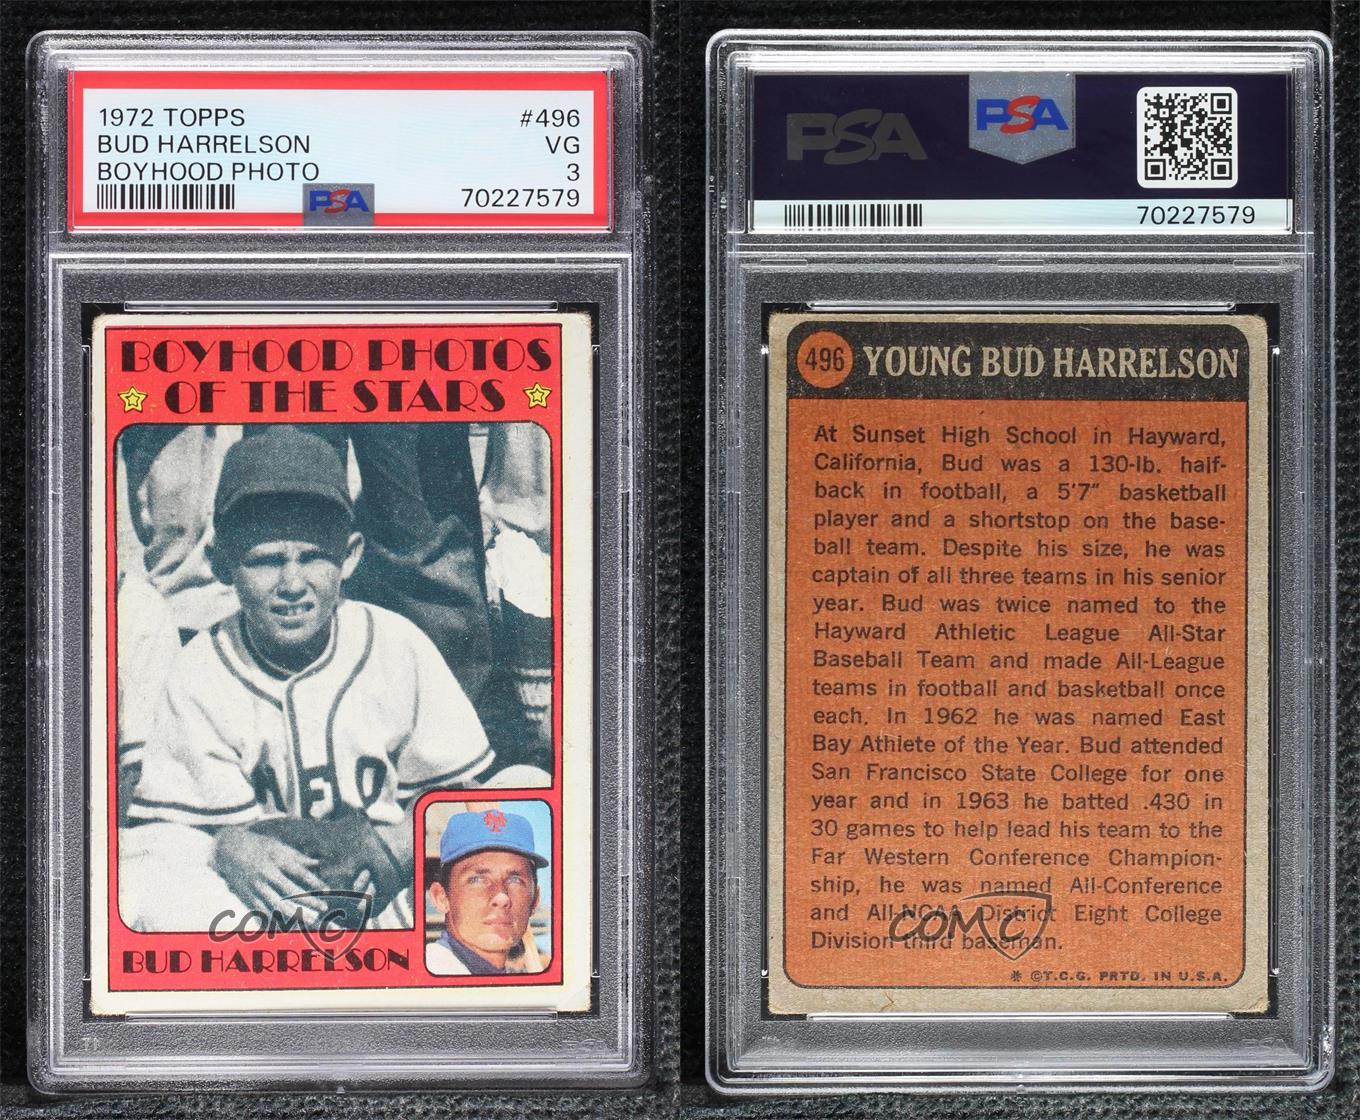 1972 TOPPS #496
BUD HARRELSON VG
BOYHOOD PHOTO 3
PSA 70227579
BOYHOOD PHOTOS
OF THE STARS
NY
BUD HARRELSON
COMC
PSA PSA
70227579
496 YOUNG BUD HARRELSON
At Sunset High School in Hayward,
California, Bud was a 130-lb. half-
back in football, a 5'7" basketball
player and a shortstop on the base-
ball team. Despite his size, he was
captain of all three teams in his senior
year. Bud was twice named to the
Hayward Athletic League All-Star
Baseball Team and made All-League
teams in football and basketball once
each. In 1962 he was named East
Bay Athlete of the Year. Bud attended
San Francisco State College for one
year and in 1963 he batted .430 in
30 games to help lead his team to the
Far Western Conference Champion-
ship, he was named All-Conference
and All-NCAA District Eight College
Division third baseman.
COMC
* ©T.C.G. PRTD. IN U.S.A.